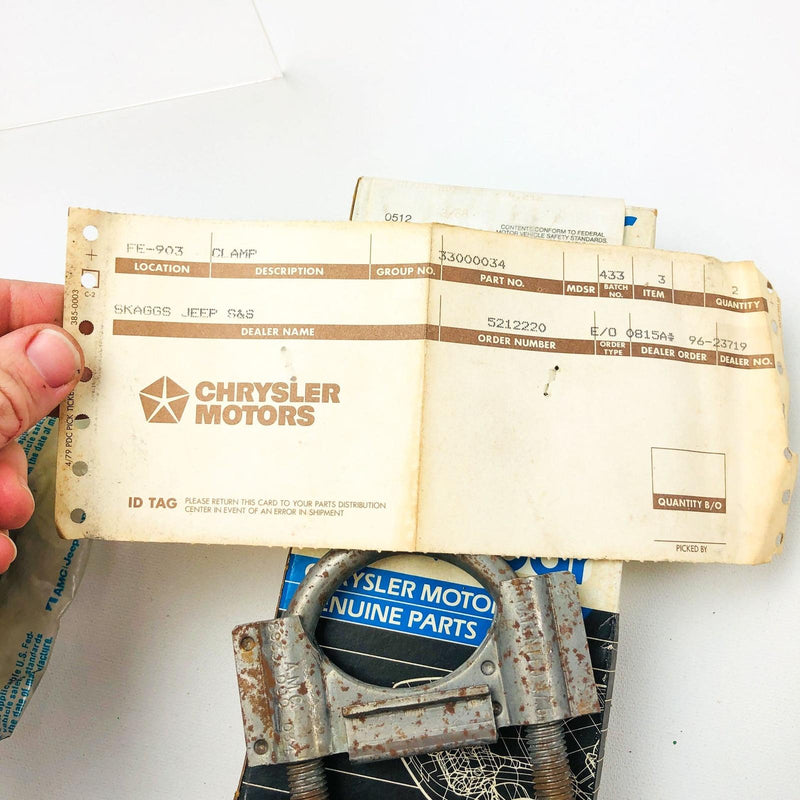 0512
CONTENTS CONFORM TO FEDERAL
MOTOR VEHICLE SAFETY STANDARDS
FE-903 CLAMP 33000034 433 3 2
LOCATION DESCRIPTION GROUP NO. PART NO. MDSR BATCH NO. ITEM QUANTITY
SKAGGS JEEP S&S 5212220 E/O 0815A* 96-23719
DEALER NAME ORDER NUMBER ORDER TYPE DEALER ORDER DEALER NO.
CHRYSLER
MOTORS
ID TAG PLEASE RETURN THIS CARD TO YOUR PARTS DISTRIBUTION
CENTER IN EVENT OF AN ERROR IN SHIPMENT
QUANTITY B/O
PICKED BY
385-0003
4/79 PDC PICK
CHRYSLER MOTO
ENUINE PARTS
AMC/Jeep